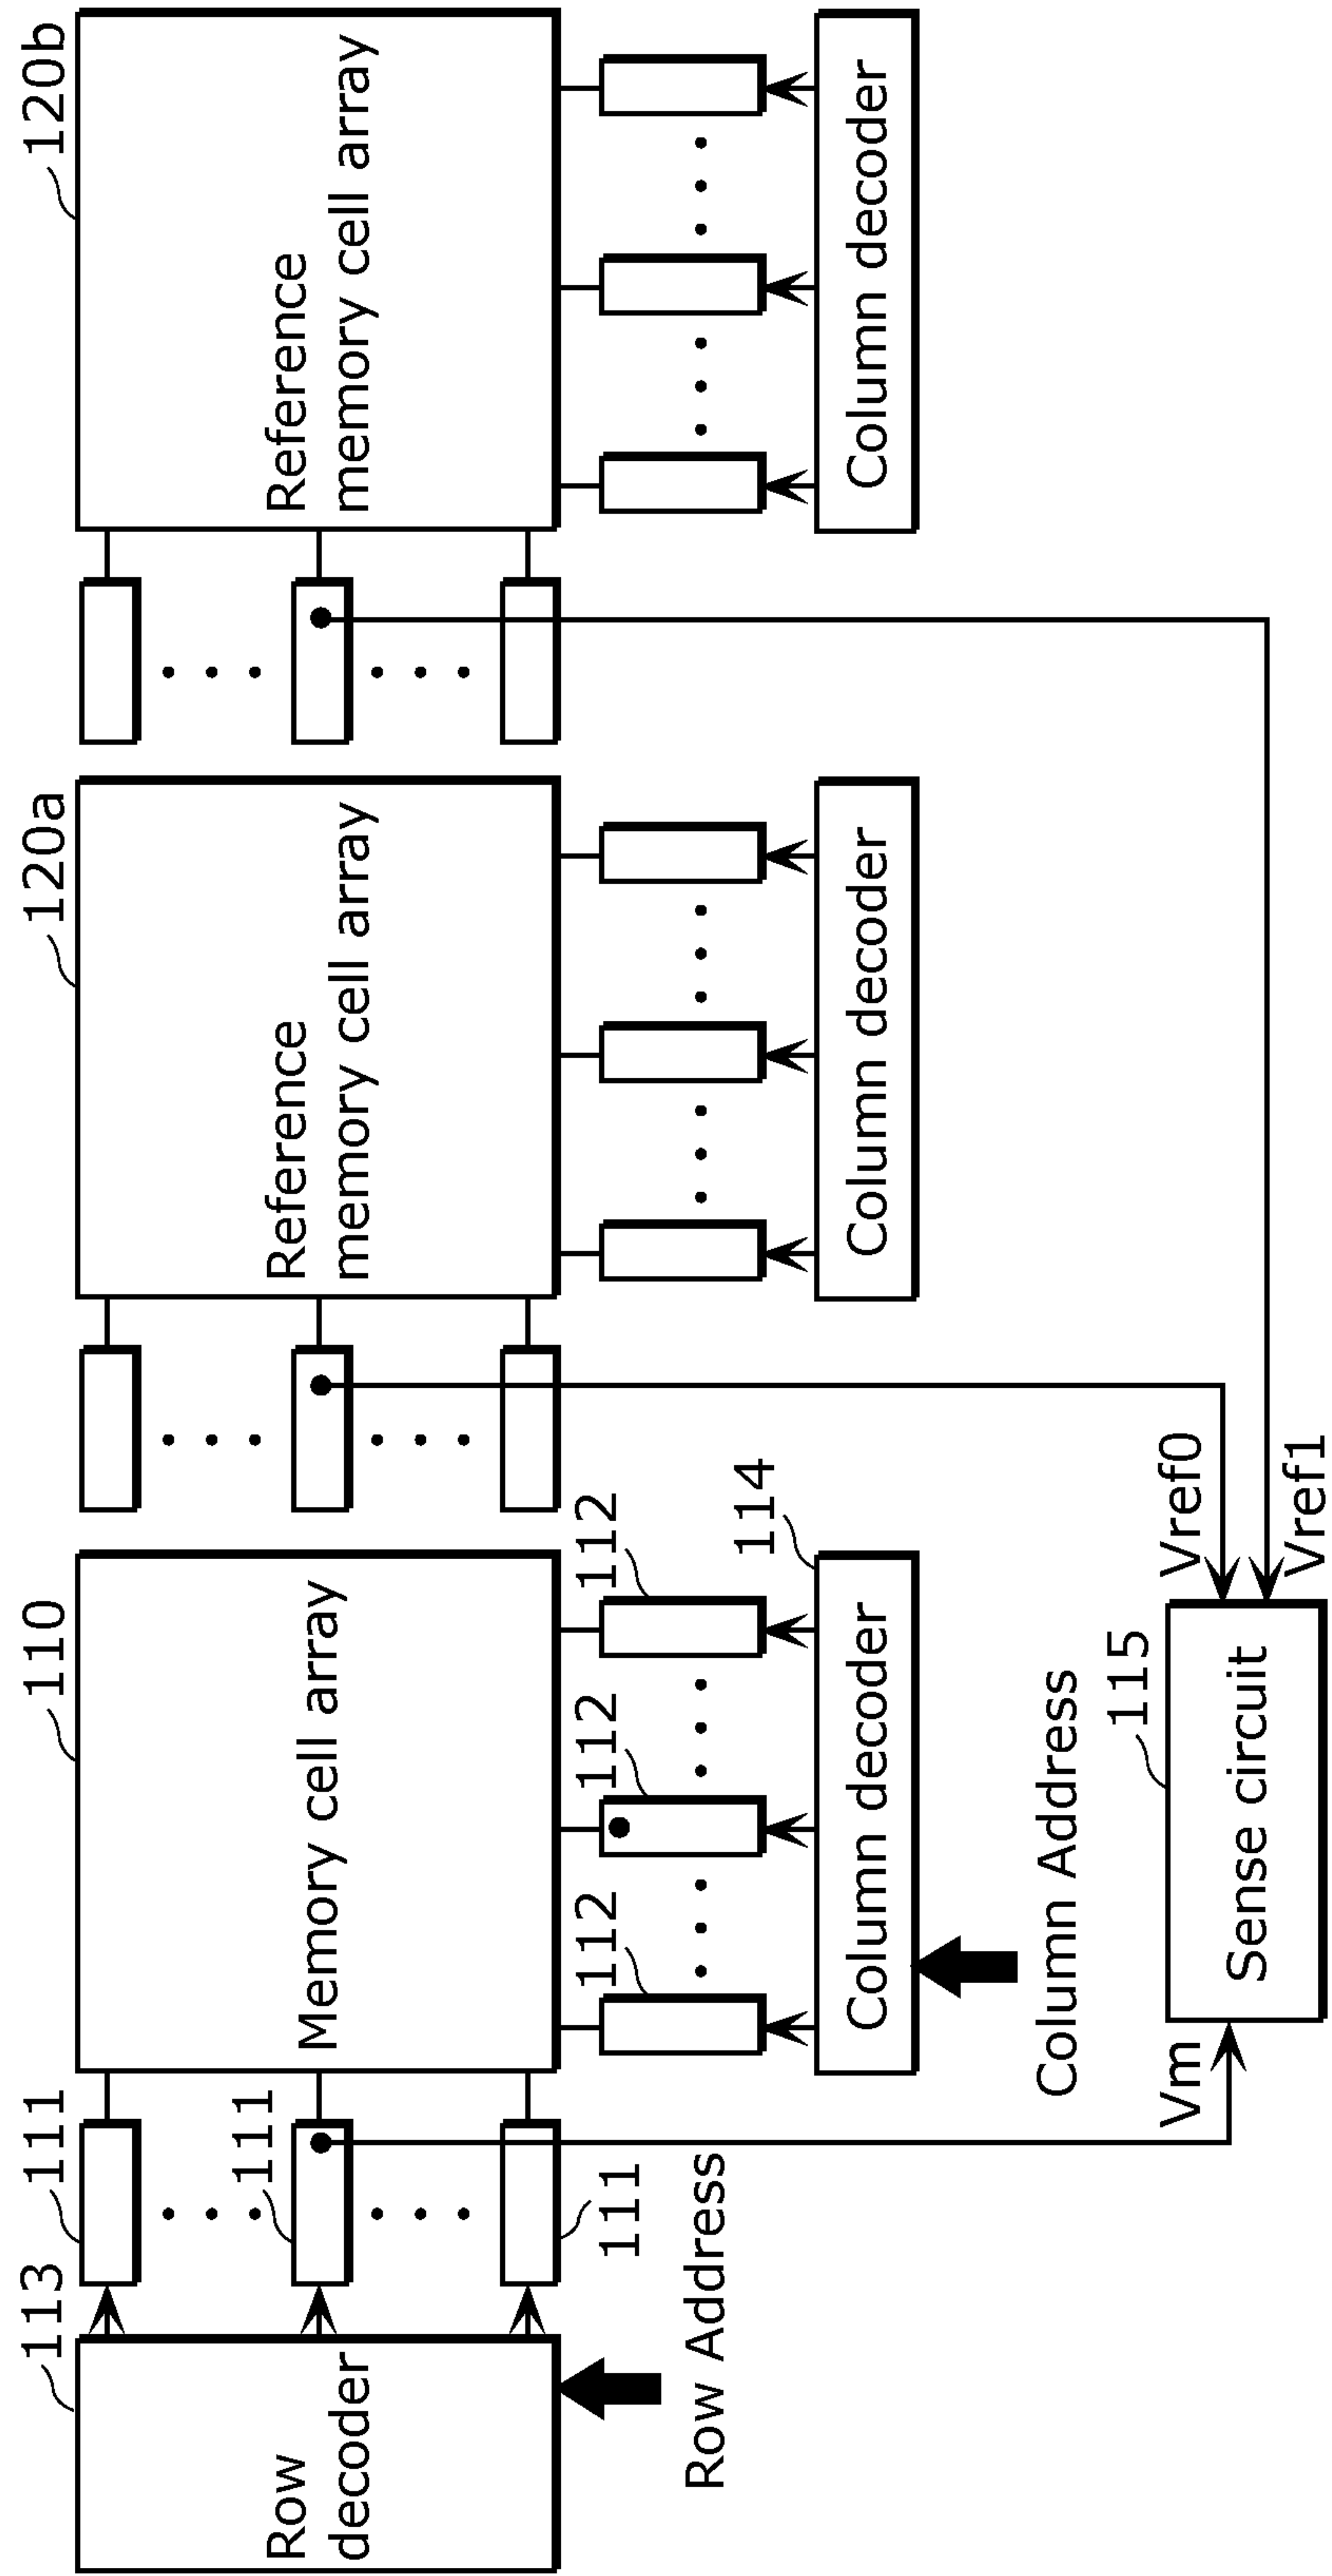 113
111
110
120a
120b
Row
decoder
111
Memory cell array
Reference
memory cell array
Reference
memory cell array
111
112
112
112
Row Address
Column decoder
114
Column decoder
Column decoder
Column Address
115
Vm
Sense circuit
Vref0
Vref1